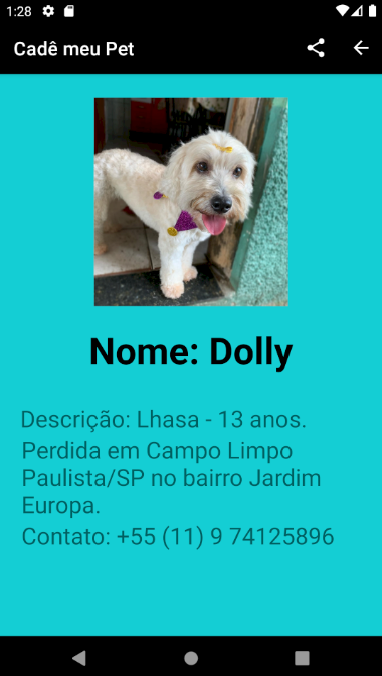 1:28
Cadê meu Pet
Nome: Dolly
Descrição: Lhasa - 13 anos.
Perdida em Campo Limpo
Paulista/SP no bairro Jardim
Europa.
Contato: +55 (11) 9 74125896